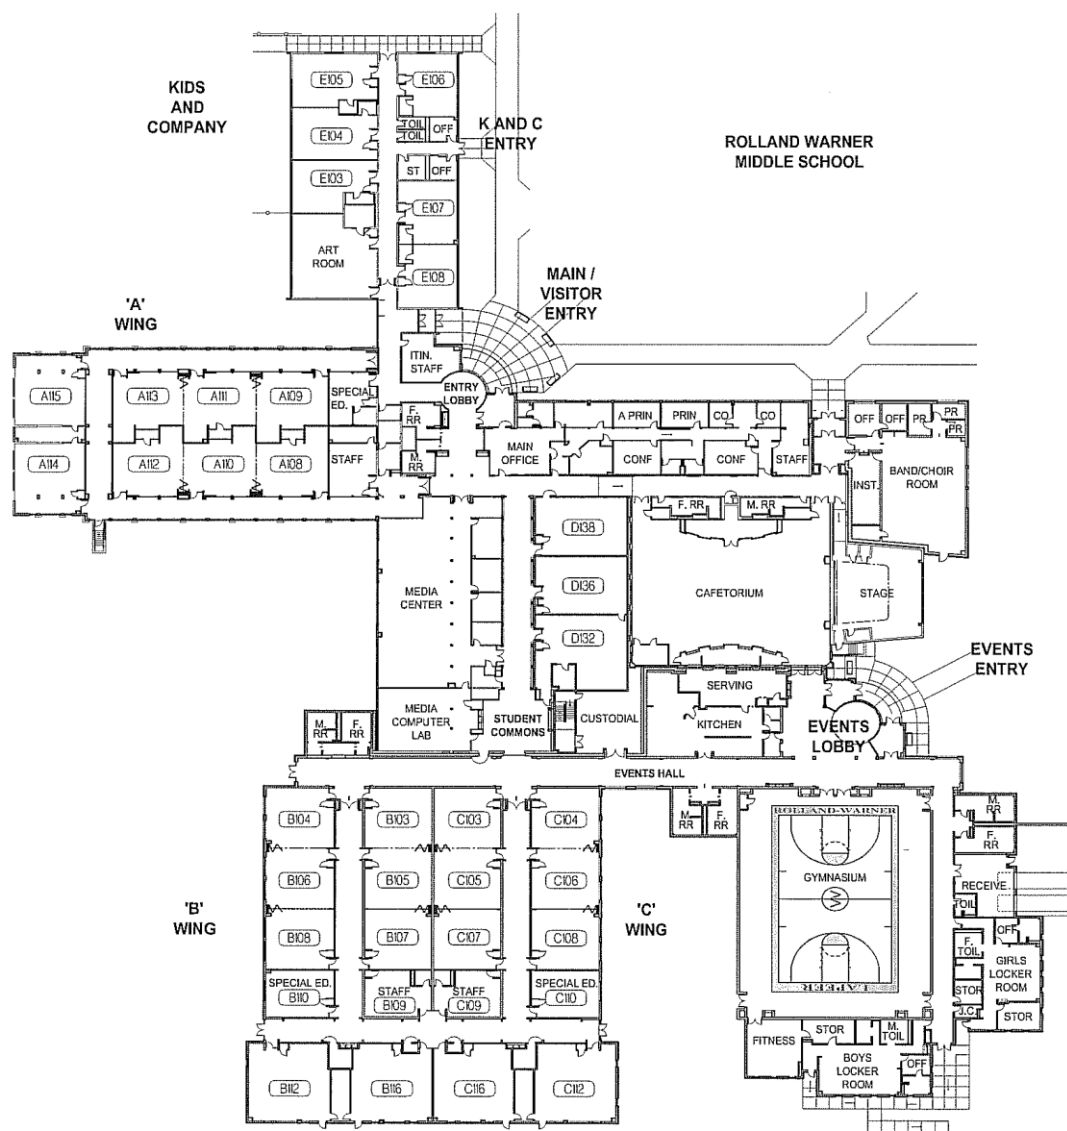 KIDS
AND
COMPANY
E105
E106
E104
TOIL
TOIL
OFF
K AND C
ENTRY
ROLLAND WARNER
MIDDLE SCHOOL
E103
ST
OFF
E107
ART
ROOM
E108
MAIN /
VISITOR
ENTRY
'A'
WING
ITIN.
STAFF
ENTRY
LOBBY
A115
A113
A111
A109
SPECIAL
ED.
F.
RR
A PRIN
PRIN
CO
CO
OFF
OFF
PR
PR
PR
A114
A112
A110
A108
STAFF
M.
RR
MAIN
OFFICE
CONF
CONF
STAFF
INST.
BAND/CHOIR
ROOM
D138
F. RR
M. RR
MEDIA
CENTER
D136
CAFETORIUM
STAGE
D132
EVENTS
ENTRY
SERVING
MEDIA
COMPUTER
LAB
STUDENT
COMMONS
CUSTODIAL
KITCHEN
EVENTS
LOBBY
M.
RR
F.
RR
EVENTS HALL
B104
B103
C103
C104
M.
RR
F.
RR
ROLLAND-WARNER
M.
RR
F.
RR
B106
B105
C105
C106
GYMNASIUM
RECEIVE
TOIL
'B'
WING
'C'
WING
B108
B107
C107
C108
OFF
F.
TOIL
GIRLS
LOCKER
ROOM
SPECIAL ED.
B110
STAFF
B109
STAFF
C109
SPECIAL ED.
C110
LAPEER
STOR
J.C.
STOR
FITNESS
STOR
M.
TOIL
BOYS
LOCKER
ROOM
OFF
B112
B116
C116
C112